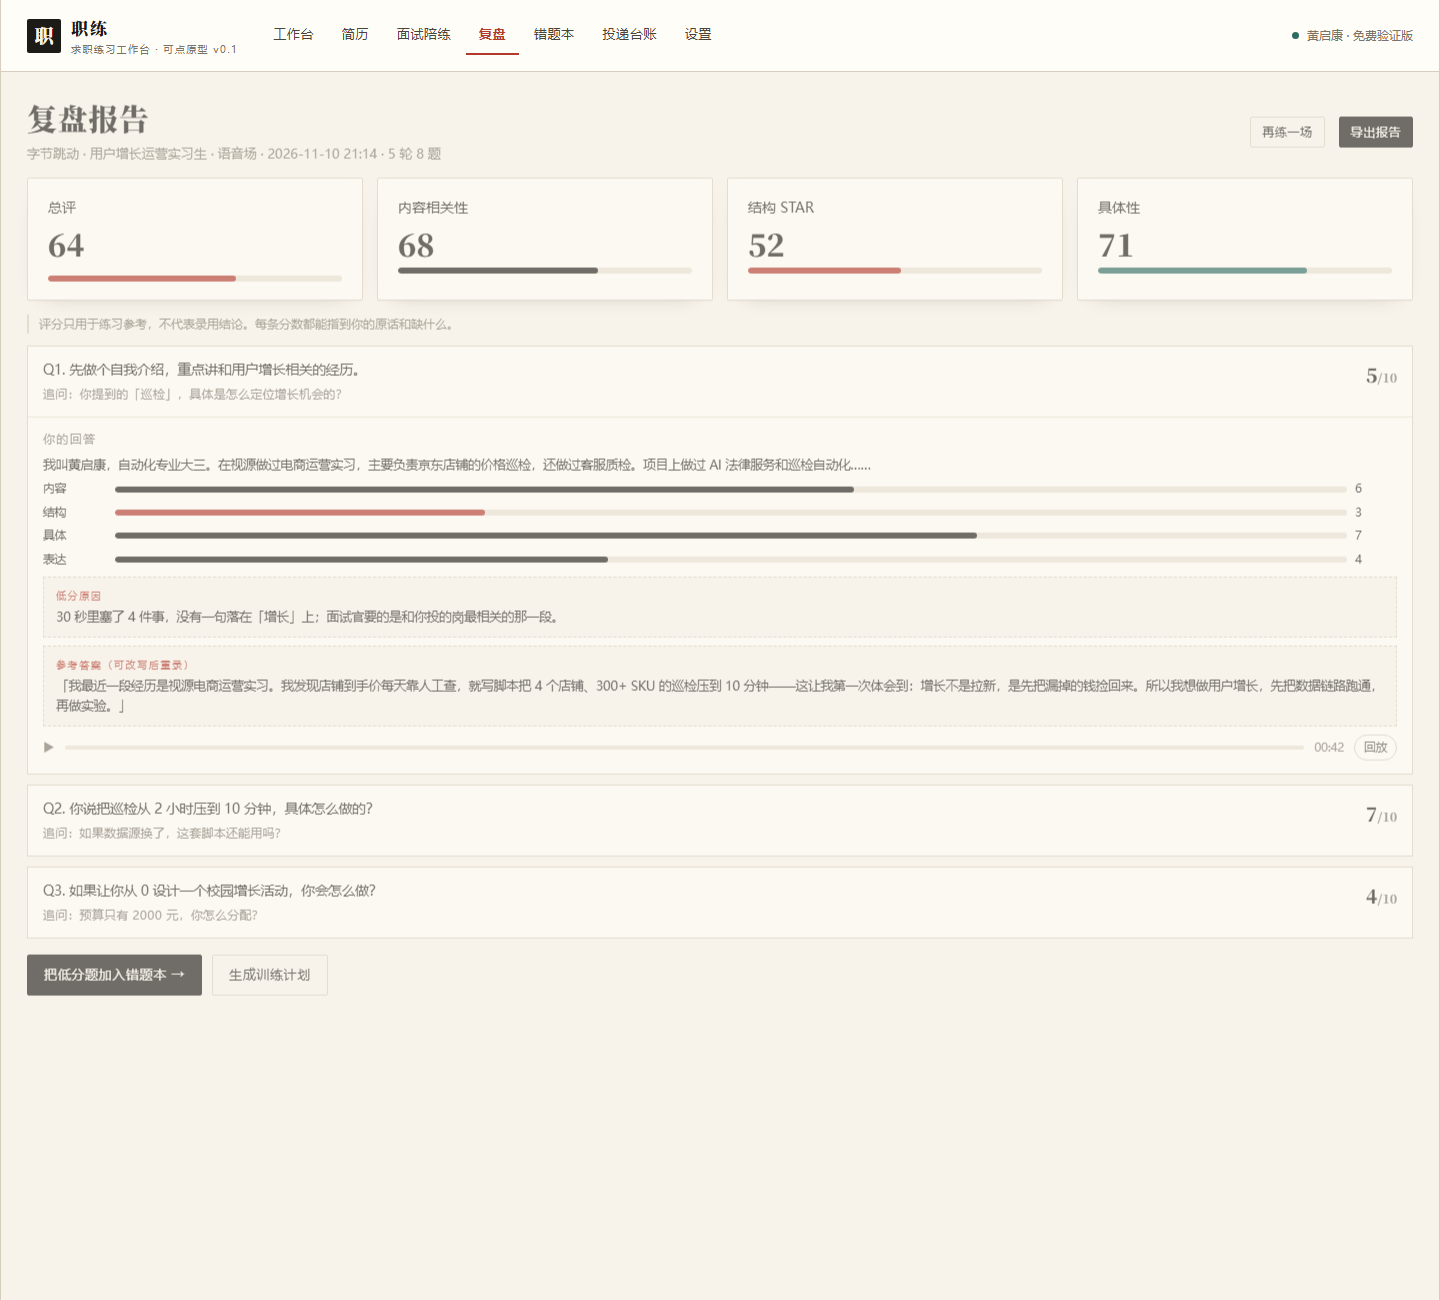 职
职练
求职练习工作台 · 可点原型 v0.1
工作台 简历 面试陪练 复盘 错题本 投递台账 设置
黄启康 · 免费验证版
复盘报告
字节跳动 · 用户增长运营实习生 · 语音场 · 2026-11-10 21:14 · 5 轮 8 题
再练一场 导出报告
总评
64
内容相关性
68
结构 STAR
52
具体性
71
评分只用于练习参考，不代表录用结论。每条分数都能指到你的原话和缺什么。
Q1. 先做个自我介绍，重点讲和用户增长相关的经历。
追问：你提到的「巡检」，具体是怎么定位增长机会的？
5/10
你的回答
我叫黄启康，自动化专业大三。在视源做过电商运营实习，主要负责京东店铺的价格巡检，还做过客服质检。项目上做过 AI 法律服务和巡检自动化……
内容 6
结构 3
具体 7
表达 4
低分原因
30 秒里塞了 4 件事，没有一句落在「增长」上；面试官要的是和你投的岗最相关的那一段。
参考答案（可改写后重录）
「我最近一段经历是视源电商运营实习。我发现店铺到手价每天靠人工查，就写脚本把 4 个店铺、300+ SKU 的巡检压到 10 分钟——这让我第一次体会到：增长不是拉新，是先把漏掉的钱捡回来。所以我想做用户增长，先把数据链路跑通，
再做实验。」
00:42 回放
Q2. 你说把巡检从 2 小时压到 10 分钟，具体怎么做的？
追问：如果数据源换了，这套脚本还能用吗？
7/10
Q3. 如果让你从 0 设计一个校园增长活动，你会怎么做？
追问：预算只有 2000 元，你怎么分配？
4/10
把低分题加入错题本 → 生成训练计划